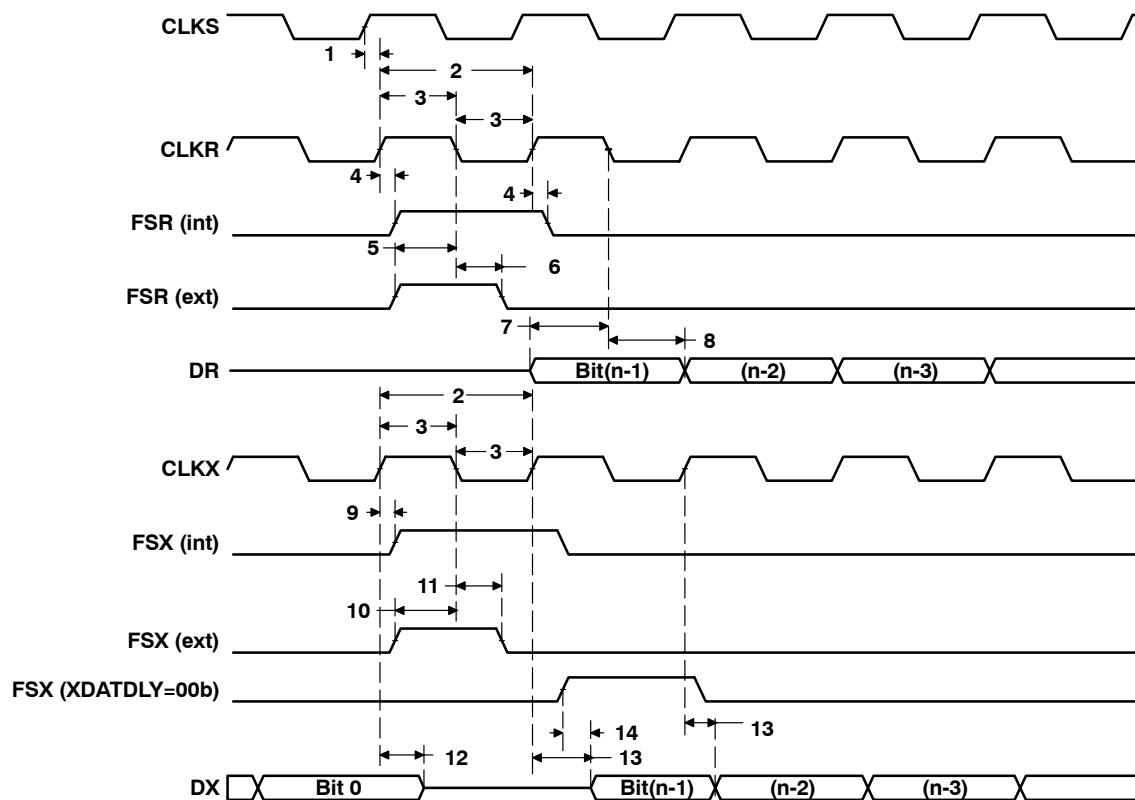 CLKS
1
2
3
3
CLKR
4
4
FSR (int)
5
6
FSR (ext)
7
8
DR
Bit(n-1)
(n-2)
(n-3)
2
3
3
CLKX
9
FSX (int)
11
10
FSX (ext)
FSX (XDATDLY=00b)
14
13
12
13
DX
Bit 0
Bit(n-1)
(n-2)
(n-3)